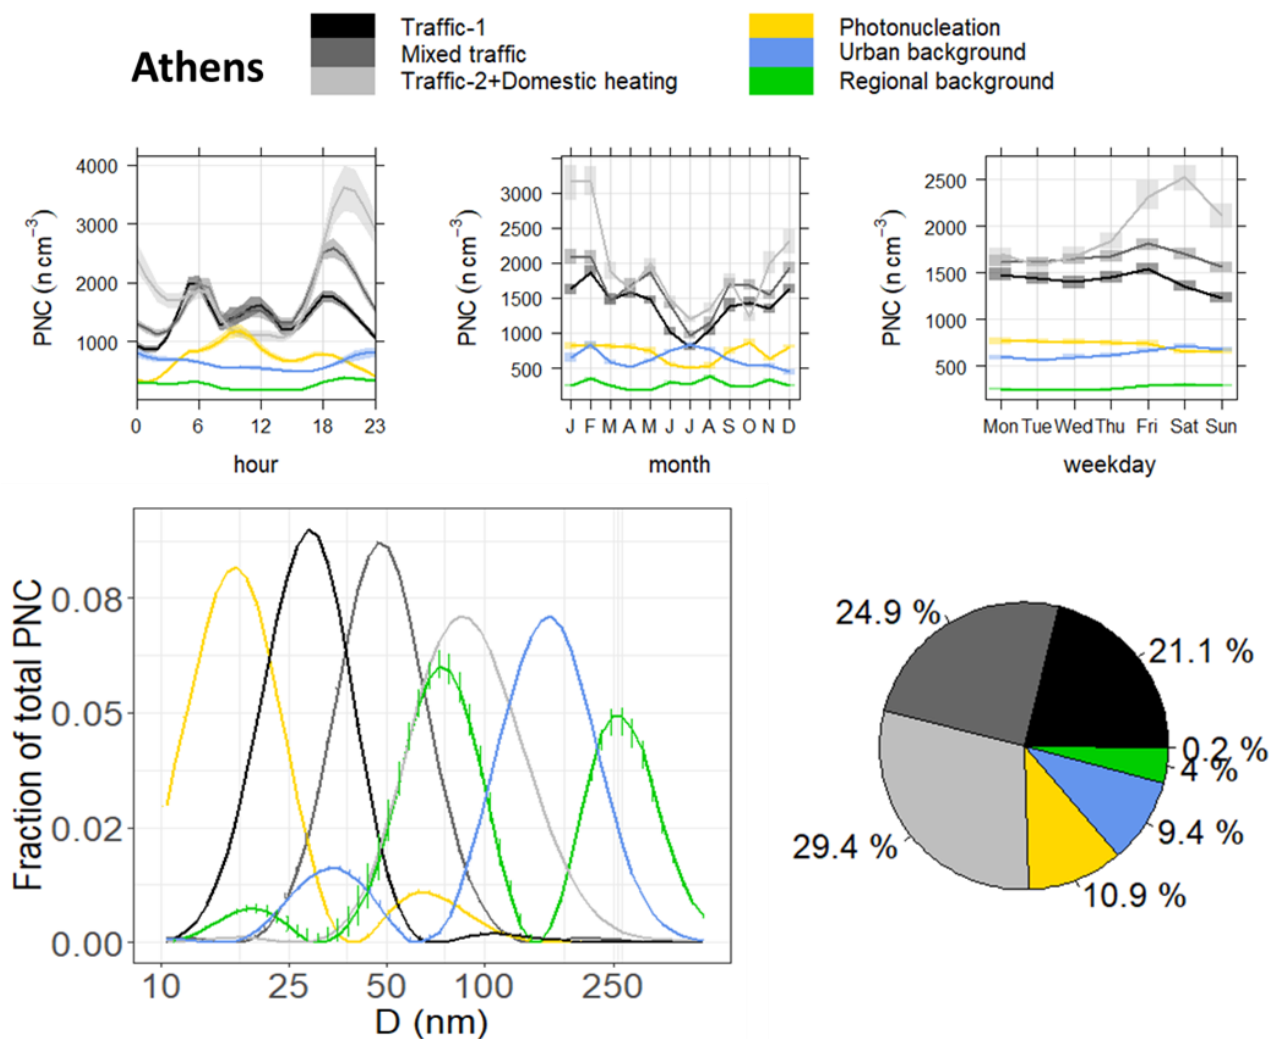 Athens
Traffic-1
Mixed traffic
Traffic-2+Domestic heating
Photonucleation
Urban background
Regional background
PNC (n cm⁻³)
4000
3000
2000
1000
0 6 12 18 23
hour
PNC (n cm⁻³)
3000
2500
2000
1500
1000
500
J F M A M J J A S O N D
month
PNC (n cm⁻³)
2500
2000
1500
1000
500
Mon Tue Wed Thu Fri Sat Sun
weekday
Fraction of total PNC
0.08
0.05
0.02
0.00
10 25 50 100 250
D (nm)
24.9 %
21.1 %
0.2 %
4 %
9.4 %
10.9 %
29.4 %